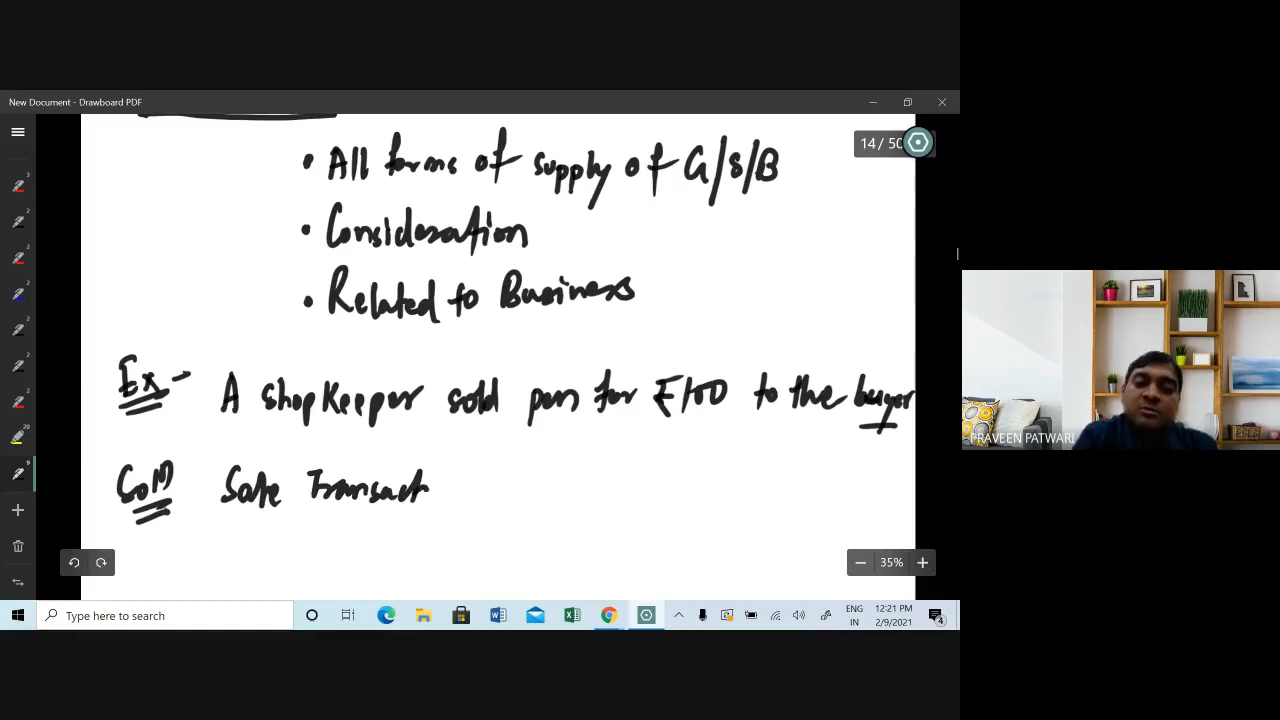 New Document - Drawboard PDF
14 / 50
• All forms of supply of G/S/B
• Consideration
• Related to Business
Ex - A shopkeeper sold pen for ₹100 to the buyer
Soln Sale Transact
PRAVEEN PATWARI
35%
Type here to search
ENG
IN
12:21 PM
2/9/2021
4